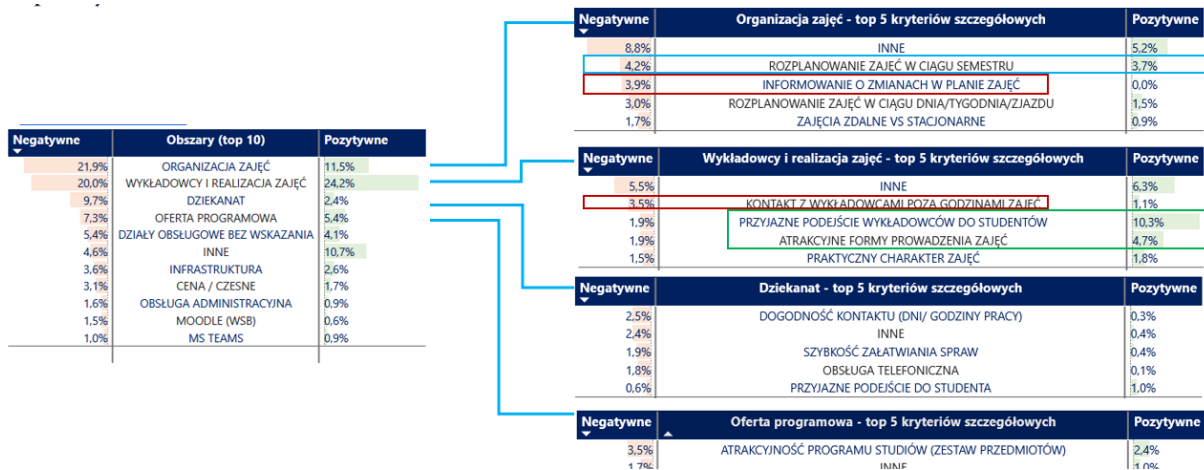 Negatywne Obszary (top 10) Pozytywne
21,9% ORGANIZACJA ZAJĘĆ 11,5%
20,0% WYKŁADOWCY I REALIZACJA ZAJĘĆ 24,2%
9,7% DZIEKANAT 2,4%
7,3% OFERTA PROGRAMOWA 5,4%
5,4% DZIAŁY OBSŁUGOWE BEZ WSKAZANIA 4,1%
4,6% INNE 10,7%
3,6% INFRASTRUKTURA 2,6%
3,1% CENA / CZESNE 1,7%
1,6% OBSŁUGA ADMINISTRACYJNA 0,9%
1,5% MOODLE (WSB) 0,6%
1,0% MS TEAMS 0,9%
Negatywne Organizacja zajęć - top 5 kryteriów szczegółowych Pozytywne
8,8% INNE 5,2%
4,2% ROZPLANOWANIE ZAJĘĆ W CIĄGU SEMESTRU 3,7%
3,9% INFORMOWANIE O ZMIANACH W PLANIE ZAJĘĆ 0,0%
3,0% ROZPLANOWANIE ZAJĘĆ W CIĄGU DNIA/TYGODNIA/ZJAZDU 1,5%
1,7% ZAJĘCIA ZDALNE VS STACJONARNE 0,9%
Negatywne Wykładowcy i realizacja zajęć - top 5 kryteriów szczegółowych Pozytywne
5,5% INNE 6,3%
3,5% KONTAKT Z WYKŁADOWCAMI POZA GODZINAMI ZAJĘĆ 1,1%
1,9% PRZYJAZNE PODEJŚCIE WYKŁADOWCÓW DO STUDENTÓW 10,3%
1,9% ATRAKCYJNE FORMY PROWADZENIA ZAJĘĆ 4,7%
1,5% PRAKTYCZNY CHARAKTER ZAJĘĆ 1,8%
Negatywne Dziekanat - top 5 kryteriów szczegółowych Pozytywne
2,5% DOGODNOŚĆ KONTAKTU (DNI/ GODZINY PRACY) 0,3%
2,4% INNE 0,4%
1,9% SZYBKOŚĆ ZAŁATWIANIA SPRAW 0,4%
1,8% OBSŁUGA TELEFONICZNA 0,1%
0,6% PRZYJAZNE PODEJŚCIE DO STUDENTA 1,0%
Negatywne Oferta programowa - top 5 kryteriów szczegółowych Pozytywne
3,5% ATRAKCYJNOŚĆ PROGRAMU STUDIÓW (ZESTAW PRZEDMIOTÓW) 2,4%
1,7% INNE 1,0%